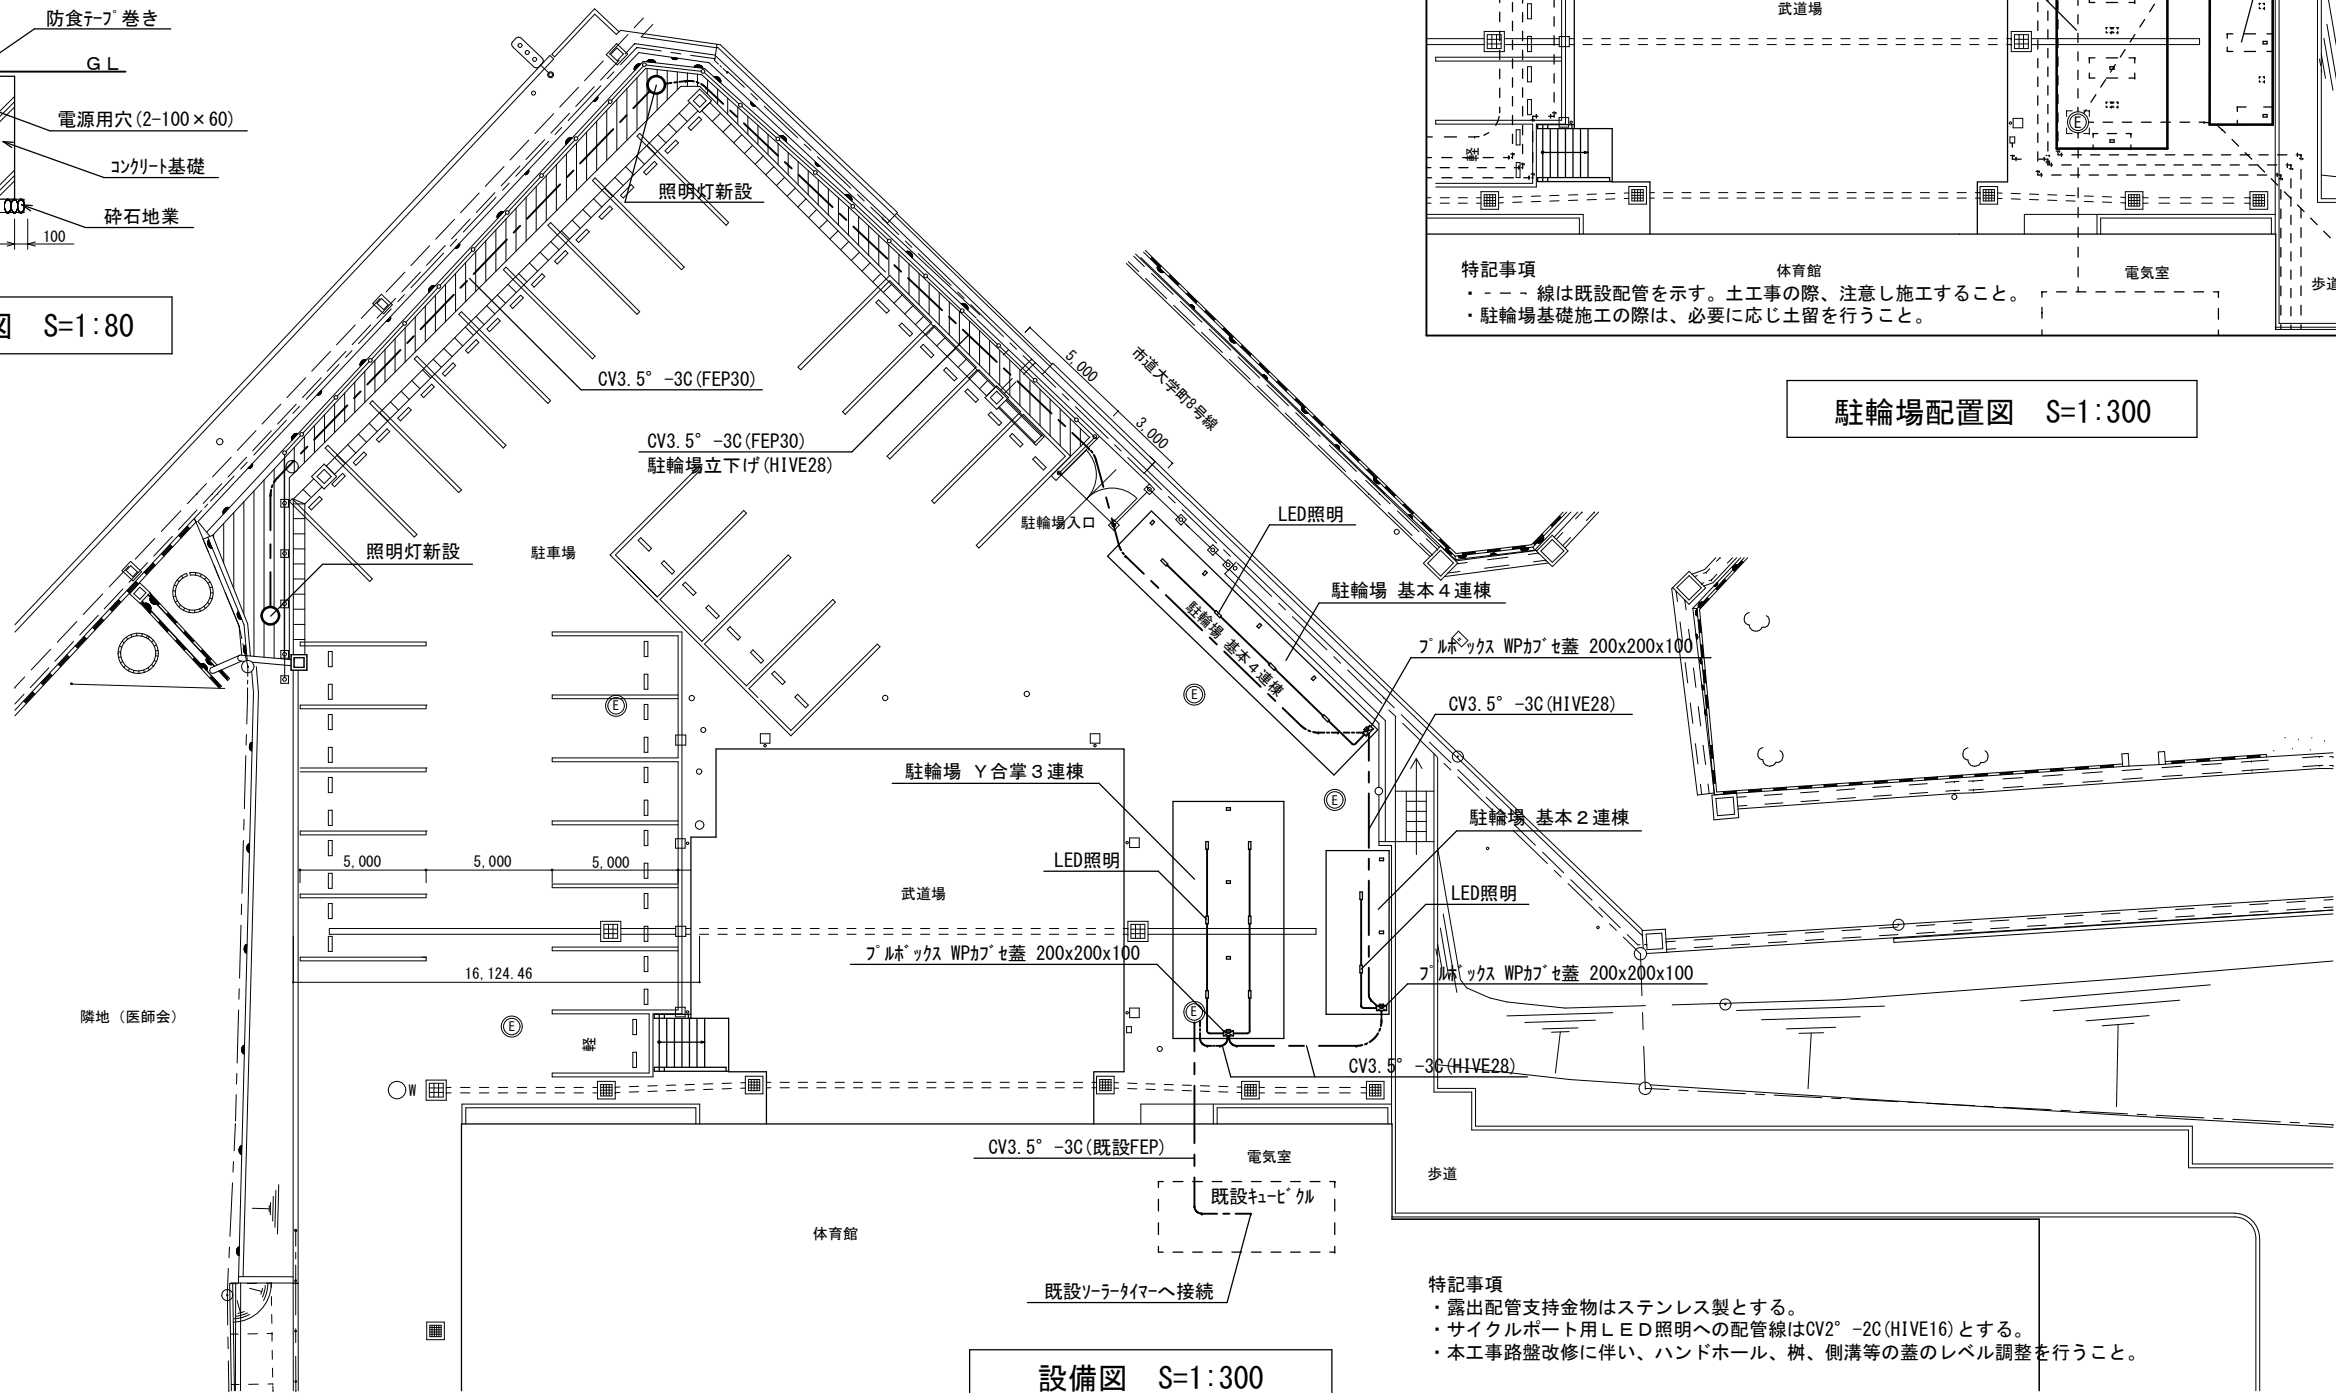 防食ﾃｰﾌﾟ巻き
ＧＬ
電源用穴(2-100×60)
ｺﾝｸﾘｰﾄ基礎
砕石地業
100
図 S=1:80
武道場
E
軽
特記事項
体育館
電気室
歩道
・---- 線は既設配管を示す。土工事の際、注意し施工すること。
・駐輪場基礎施工の際は、必要に応じ土留を行うこと。
駐輪場配置図 S=1:300
照明灯新設
CV3.5°-3C(FEP30)
CV3.5°-3C(FEP30)
駐輪場立下げ(HIVE28)
5,000
3,000
市道大学町8号線
駐輪場入口
LED照明
照明灯新設
駐車場
駐輪場 基本４連棟
駐輪場 基本4連棟
ﾌﾟﾙﾎﾞｯｸｽ WPｶﾌﾞｾ蓋 200x200x100
CV3.5°-3C(HIVE28)
E
E
E
駐輪場 Ｙ合掌３連棟
駐輪場 基本２連棟
5,000
5,000
5,000
LED照明
LED照明
武道場
ﾌﾟﾙﾎﾞｯｸｽ WPｶﾌﾞｾ蓋 200x200x100
ﾌﾟﾙﾎﾞｯｸｽ WPｶﾌﾞｾ蓋 200x200x100
16,124.46
隣地（医師会）
E
E
軽
CV3.5°-3C(HIVE28)
W
CV3.5°-3C(既設FEP)
電気室
歩道
既設ｷｭｰﾋﾞｸﾙ
体育館
既設ｿｰﾗｰﾀｲﾏｰへ接続
特記事項
・露出配管支持金物はステンレス製とする。
・サイクルポート用ＬＥＤ照明への配管線はCV2°-2C(HIVE16)とする。
・本工事路盤改修に伴い、ハンドホール、桝、側溝等の蓋のレベル調整を行うこと。
設備図 S=1:300